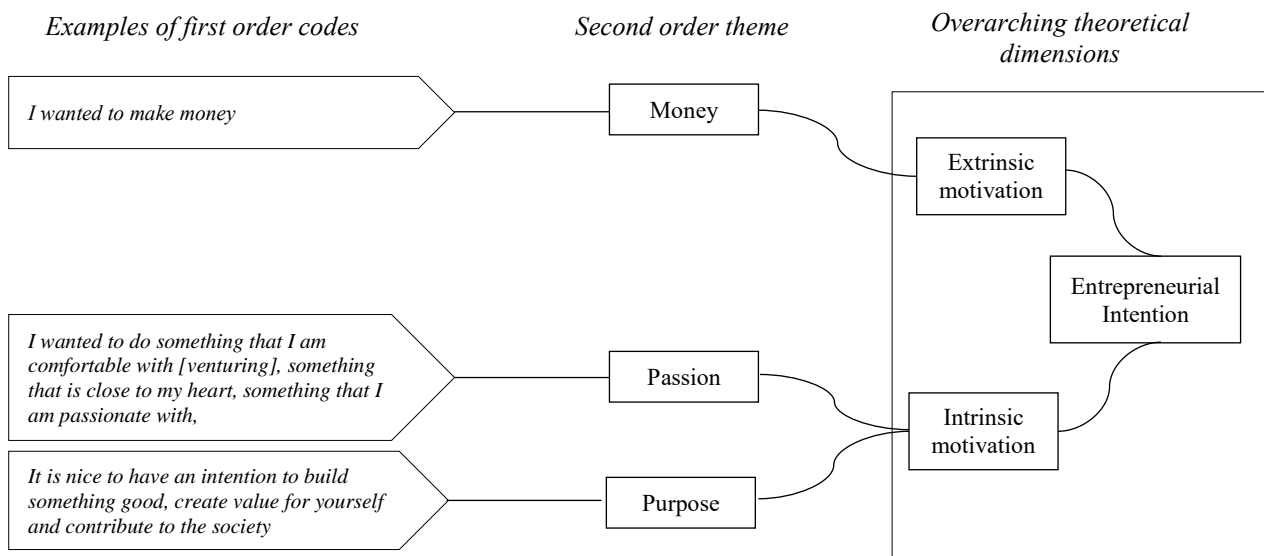 Examples of first order codes
Second order theme
Overarching theoretical
dimensions
I wanted to make money
Money
Extrinsic
motivation
Entrepreneurial
Intention
I wanted to do something that I am
comfortable with [venturing], something
that is close to my heart, something that I
am passionate with,
Passion
Intrinsic
motivation
It is nice to have an intention to build
something good, create value for yourself
and contribute to the society
Purpose